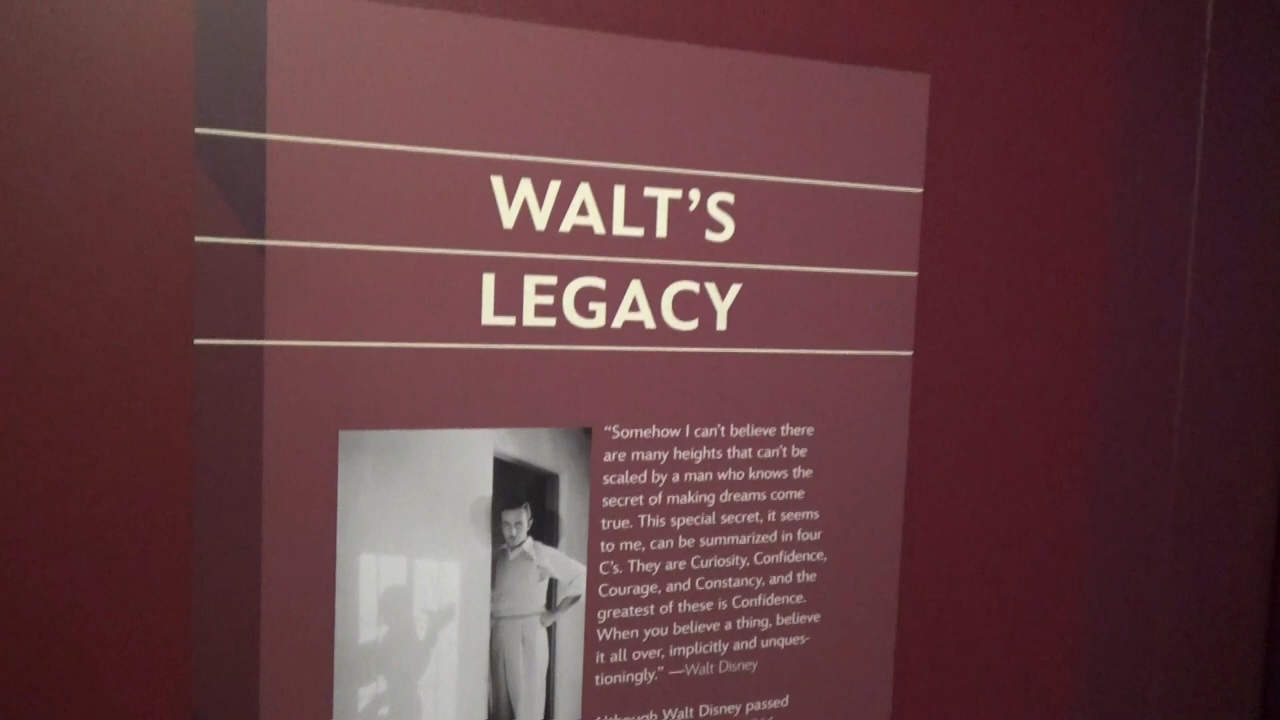 WALT'S
LEGACY
“Somehow I can't believe there
are many heights that can't be
scaled by a man who knows the
secret of making dreams come
true. This special secret, it seems
to me, can be summarized in four
C's. They are Curiosity, Confidence,
Courage, and Constancy, and the
greatest of these is Confidence.
When you believe a thing, believe
it all over, implicitly and unques-
tioningly.” —Walt Disney
Although Walt Disney passed